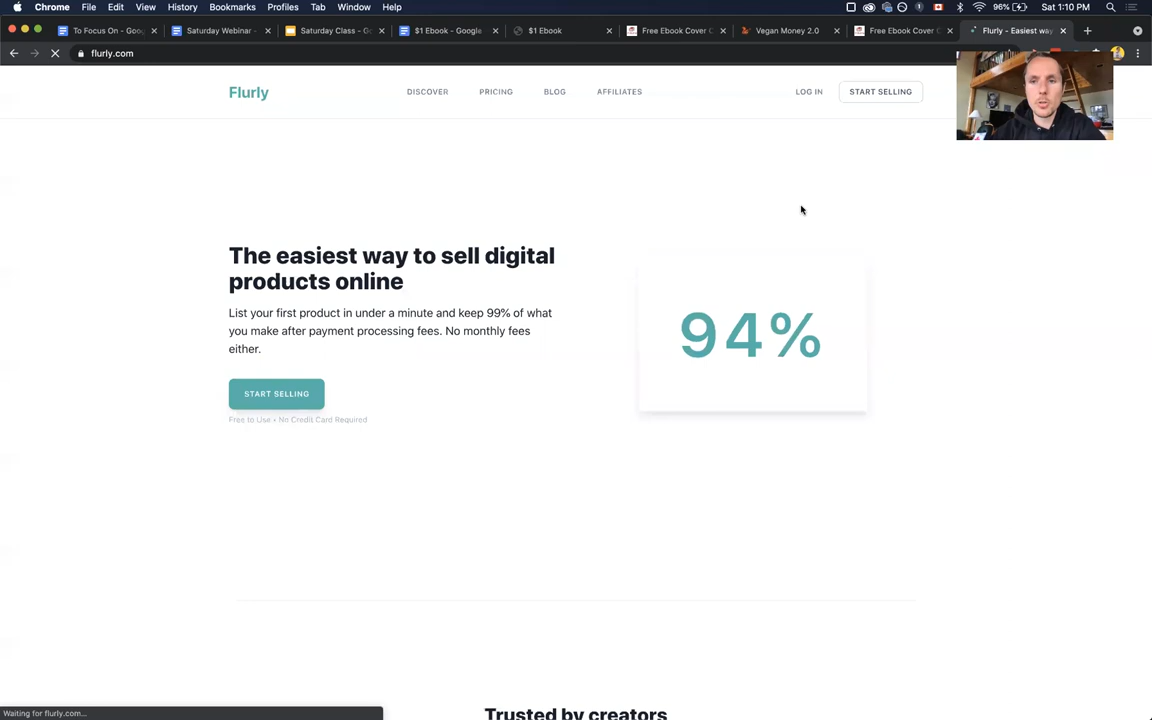 Chrome File Edit View History Bookmarks Profiles Tab Window Help 96% Sat 1:10 PM
To Focus On - Goog Saturday Webinar - Saturday Class - Go $1 Ebook - Google $1 Ebook Free Ebook Cover C Vegan Money 2.0 Free Ebook Cover C Flurly - Easiest way
flurly.com
Flurly DISCOVER PRICING BLOG AFFILIATES LOG IN START SELLING
The easiest way to sell digital
products online
List your first product in under a minute and keep 99% of what
you make after payment processing fees. No monthly fees
either.
94%
START SELLING
Free to Use • No Credit Card Required
Trusted by creators
Waiting for flurly.com...